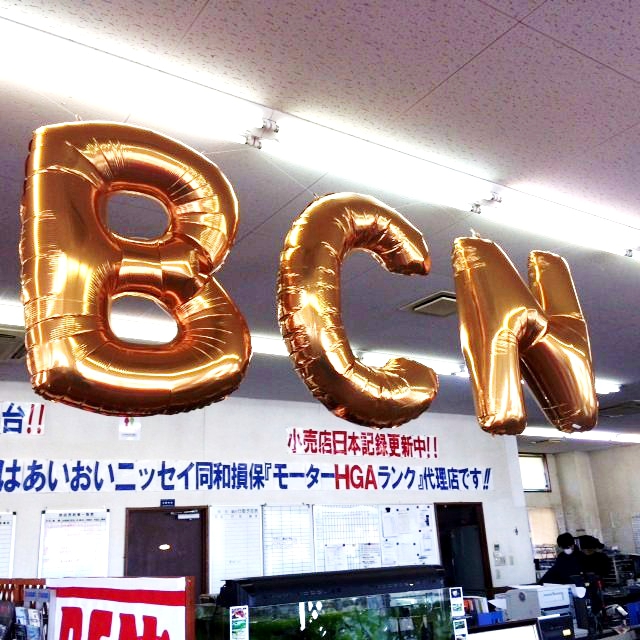 BCN
台!!
小売店日本記録更新中!!
はあいおいニッセイ同和損保『モーターHGAランク』代理店です!!